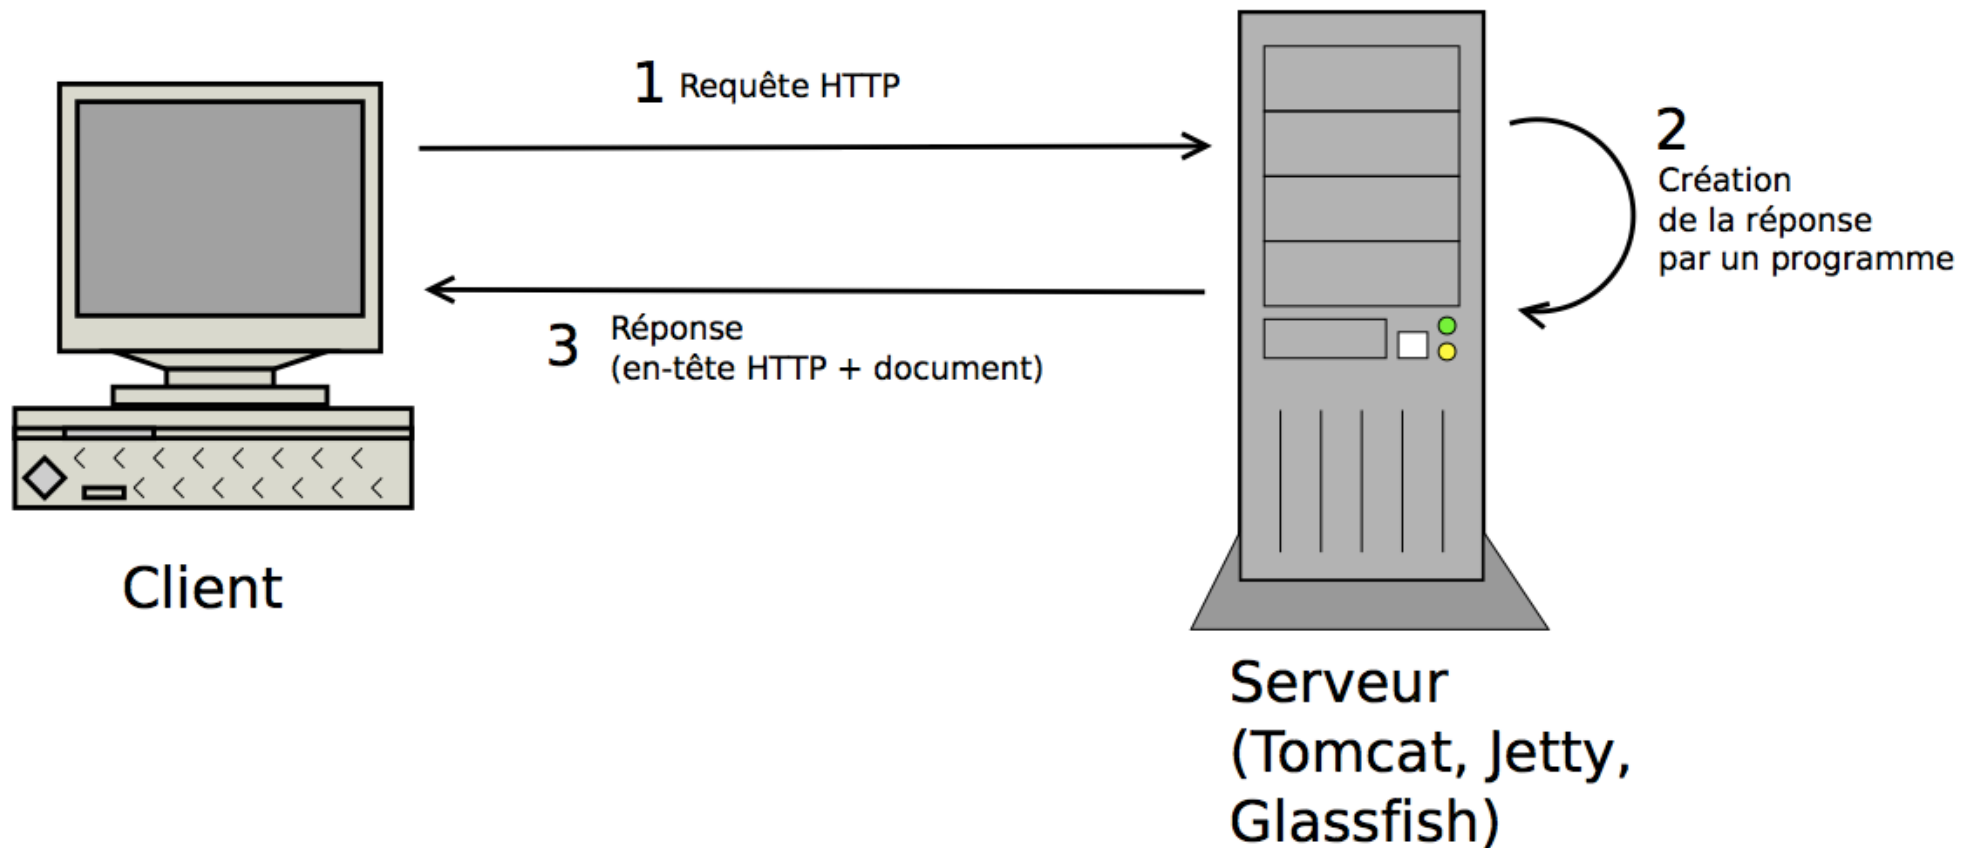 1 Requête HTTP
2
Création
de la réponse
par un programme
3 Réponse
(en-tête HTTP + document)
Client
Serveur
(Tomcat, Jetty,
Glassfish)